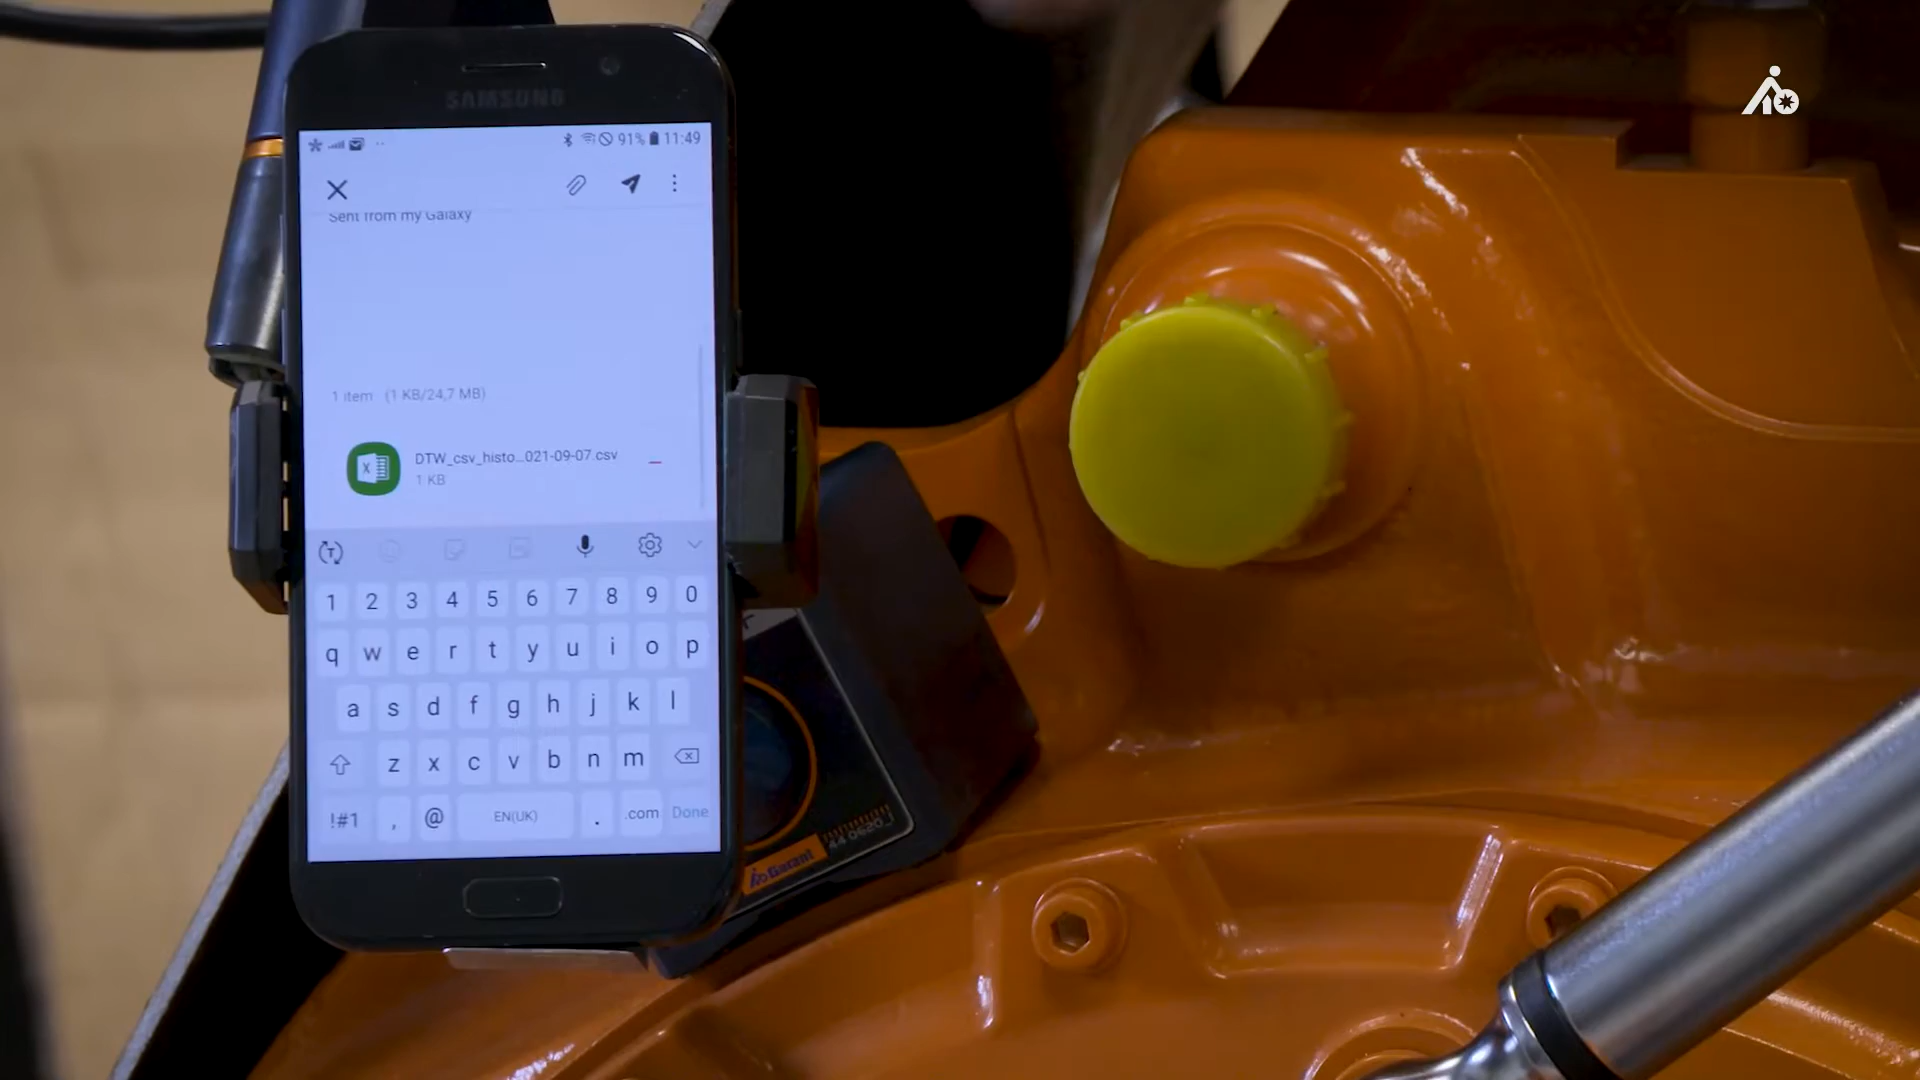 SAMSUNG
91% 11:49
Sent from my Galaxy
1 item (1 KB/24,7 MB)
DTW_csv_histo...021-09-07.csv
1 KB
1 2 3 4 5 6 7 8 9 0
q w e r t y u i o p
a s d f g h j k l
z x c v b n m
!#1 , @ EN(UK) . .com Done
Garant